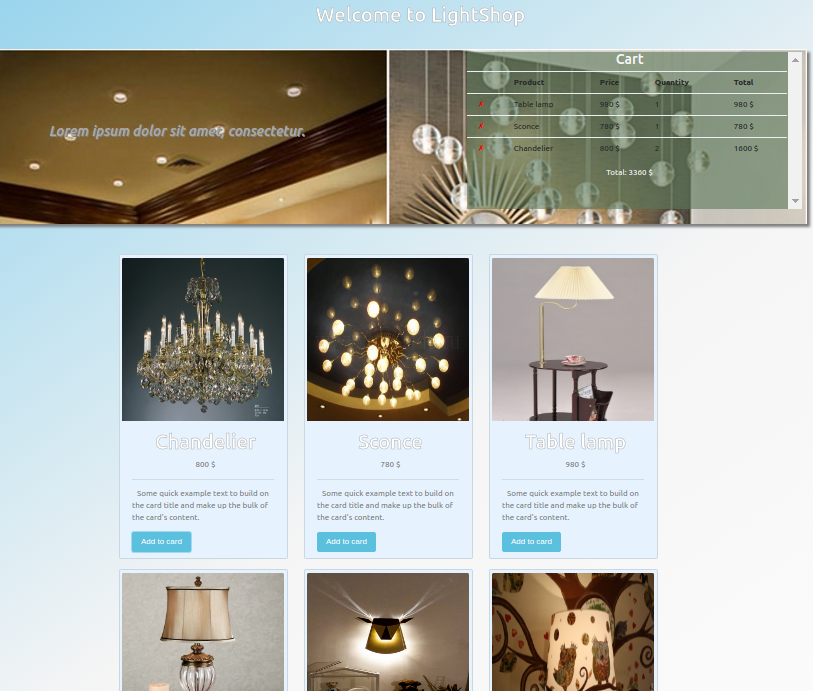 Welcome to LightShop
Lorem ipsum dolor sit amet, consectetur.
Cart
Product Price Quantity Total
✗ Table lamp 980 $ 1 980 $
✗ Sconce 780 $ 1 780 $
✗ Chandelier 800 $ 2 1600 $
Total: 3360 $
Chandelier
800 $
Some quick example text to build on
the card title and make up the bulk of
the card's content.
Add to card
Sconce
780 $
Some quick example text to build on
the card title and make up the bulk of
the card's content.
Add to card
Table lamp
980 $
Some quick example text to build on
the card title and make up the bulk of
the card's content.
Add to card